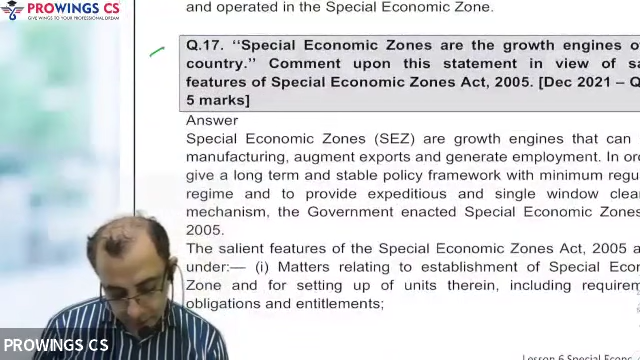 PROWINGS CS
GIVE WINGS TO YOUR PROFESSIONAL DREAM
and operated in the Special Economic Zone.
Q.17. "Special Economic Zones are the growth engines of
country." Comment upon this statement in view of sa
features of Special Economic Zones Act, 2005. [Dec 2021 – Q
5 marks]
Answer
Special Economic Zones (SEZ) are growth engines that can
manufacturing, augment exports and generate employment. In or
give a long term and stable policy framework with minimum regu
regime and to provide expeditious and single window clea
mechanism, the Government enacted Special Economic Zones
2005.
The salient features of the Special Economic Zones Act, 2005 a
under:— (i) Matters relating to establishment of Special Econ
Zone and for setting up of units therein, including requirem
obligations and entitlements;
Lesson 6 Special Econ
PROWINGS CS